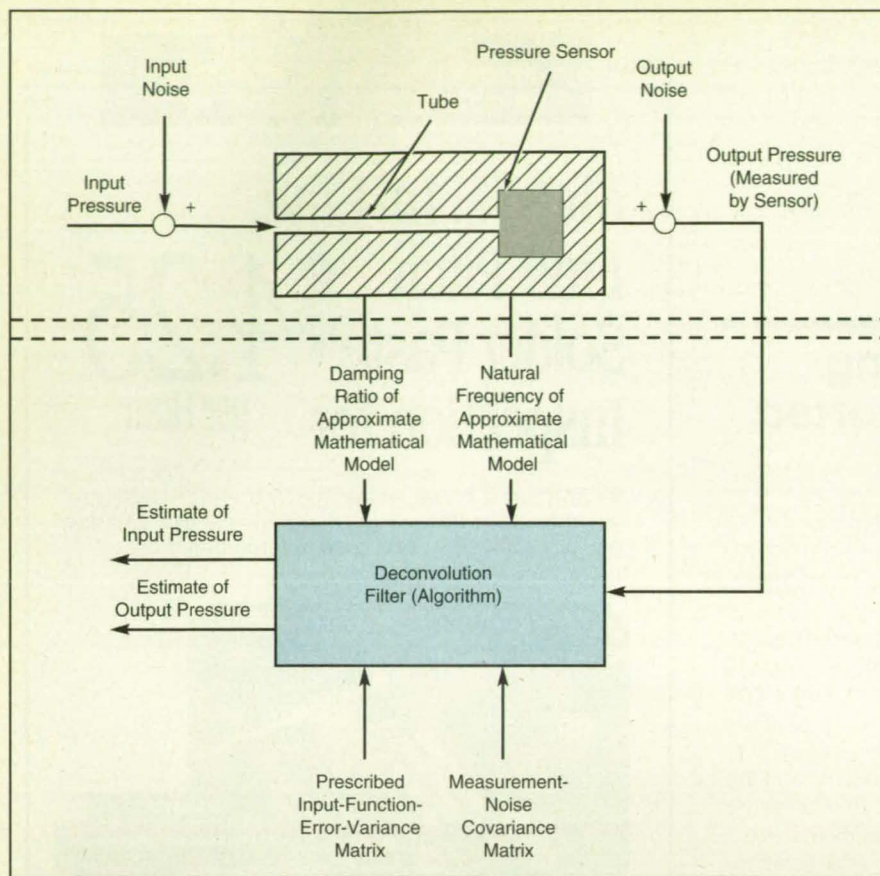 Pressure Sensor
Input
Noise
Output
Noise
Tube
Output Pressure
(Measured
by Sensor)
Input
Pressure
+
+
Damping
Ratio of
Approximate
Mathematical
Model
Natural
Frequency of
Approximate
Mathematical
Model
Estimate of
Input Pressure
Estimate of
Output Pressure
Deconvolution
Filter (Algorithm)
Prescribed
Input-Function-
Error-Variance
Matrix
Measurement-
Noise
Covariance
Matrix